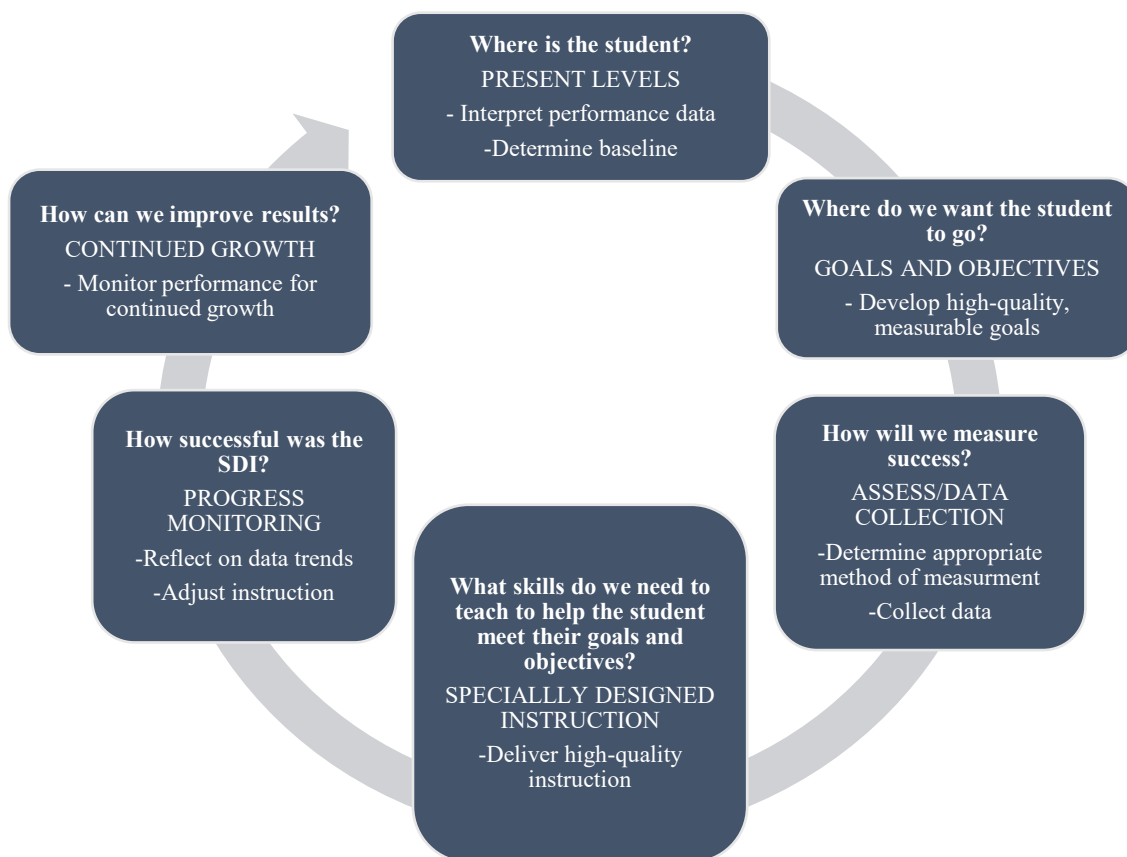 Where is the student?
PRESENT LEVELS
- Interpret performance data
-Determine baseline
Where do we want the student
to go?
GOALS AND OBJECTIVES
- Develop high-quality,
measurable goals
How will we measure
success?
ASSESS/DATA
COLLECTION
-Determine appropriate
method of measurment
-Collect data
What skills do we need to
teach to help the student
meet their goals and
objectives?
SPECIALLLY DESIGNED
INSTRUCTION
-Deliver high-quality
instruction
How successful was the
SDI?
PROGRESS
MONITORING
-Reflect on data trends
-Adjust instruction
How can we improve results?
CONTINUED GROWTH
- Monitor performance for
continued growth